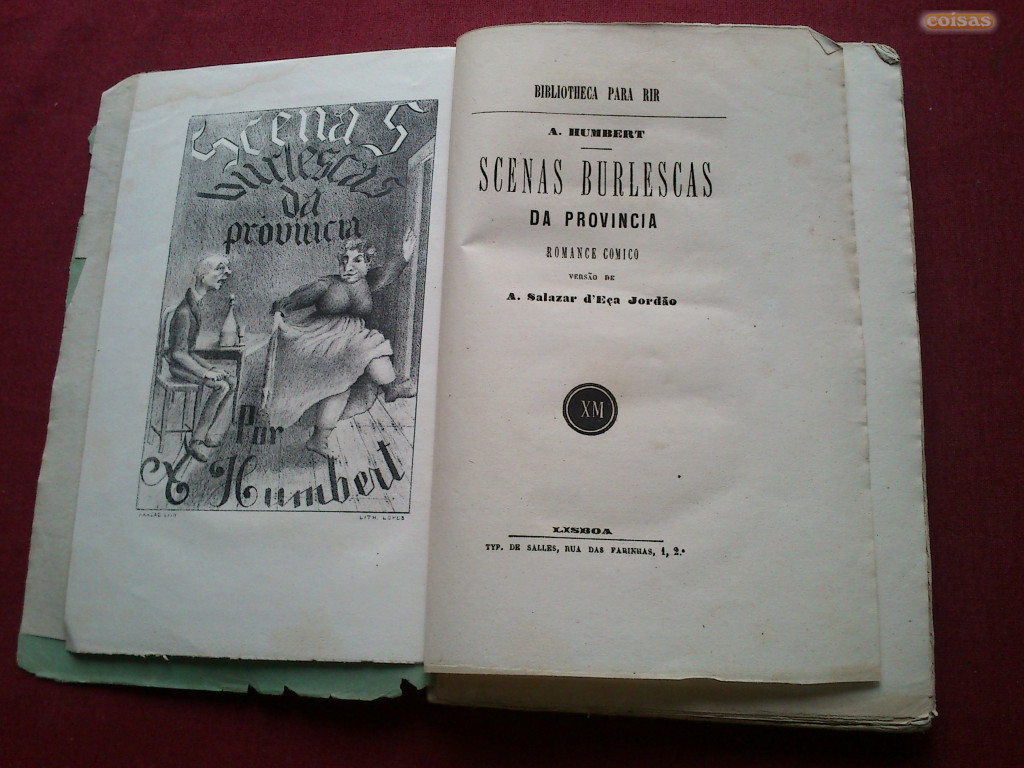 Scenas
burlescas
da
provincia
Por
X Humbert
LITH. LOPES
BIBLIOTHECA PARA RIR
A. HUMBERT
SCENAS BURLESCAS
DA PROVINCIA
ROMANCE COMICO
VERSÃO DE
A. Salazar d'Eça Jordão
XM
LISBOA
TYP. DE SALLES, RUA DAS FARINHAS, 1, 2.º
coisas